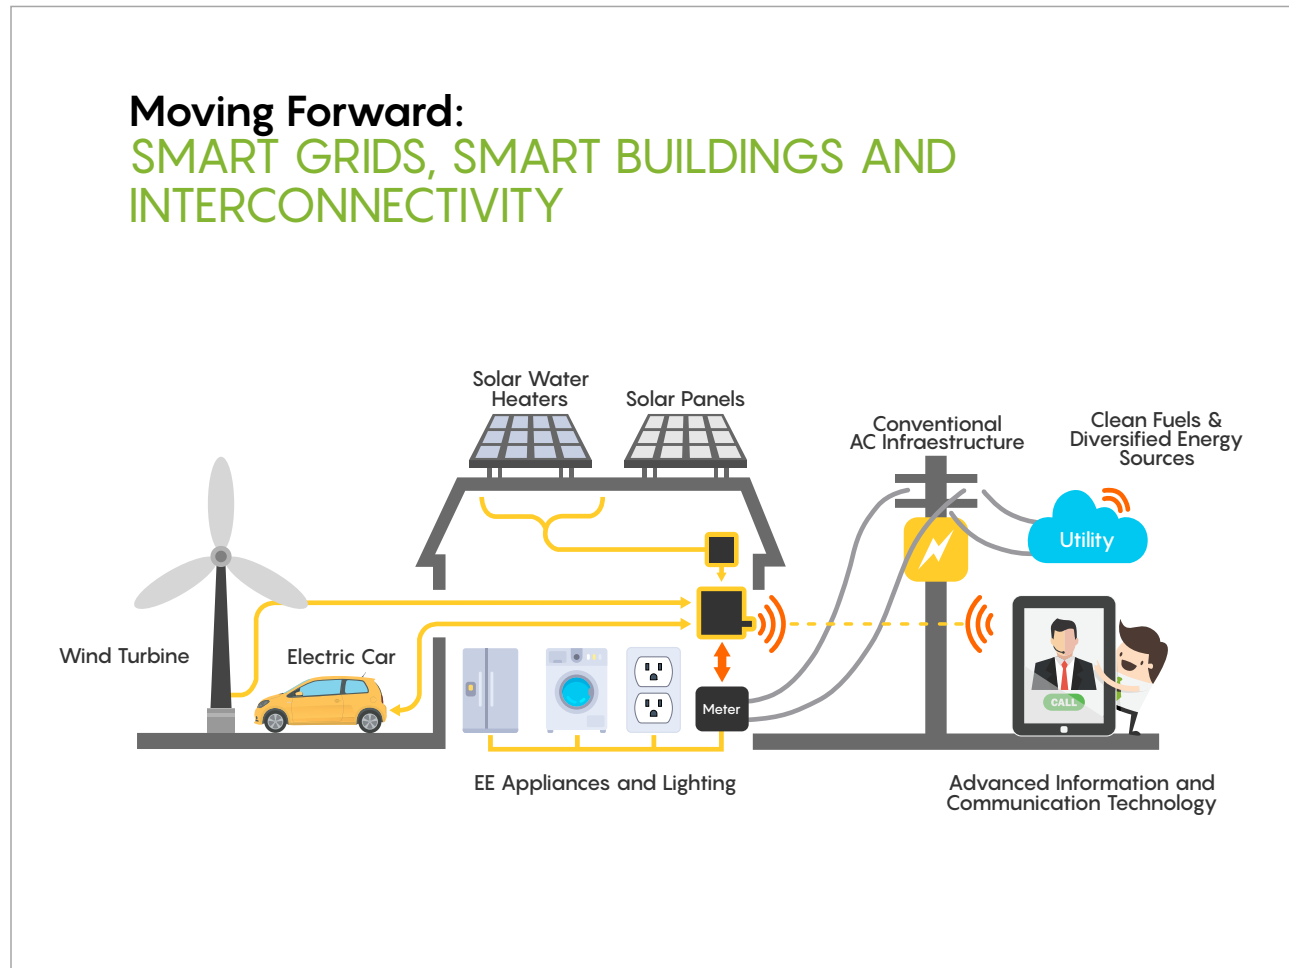 Moving Forward:
SMART GRIDS, SMART BUILDINGS AND
INTERCONNECTIVITY
Solar Water
Heaters
Solar Panels
Conventional
AC Infraestructure
Clean Fuels &
Diversified Energy
Sources
Utility
Wind Turbine
Electric Car
Meter
CALL
EE Appliances and Lighting
Advanced Information and
Communication Technology